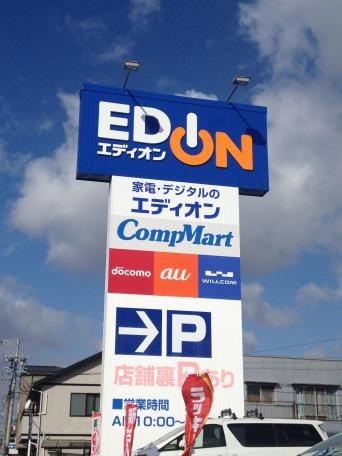 EDION
エディオン
家電・デジタルの
エディオン
CompMart
docomo
au
WILLCOM
P
店舗裏Pあり
■営業時間
AM10:00~